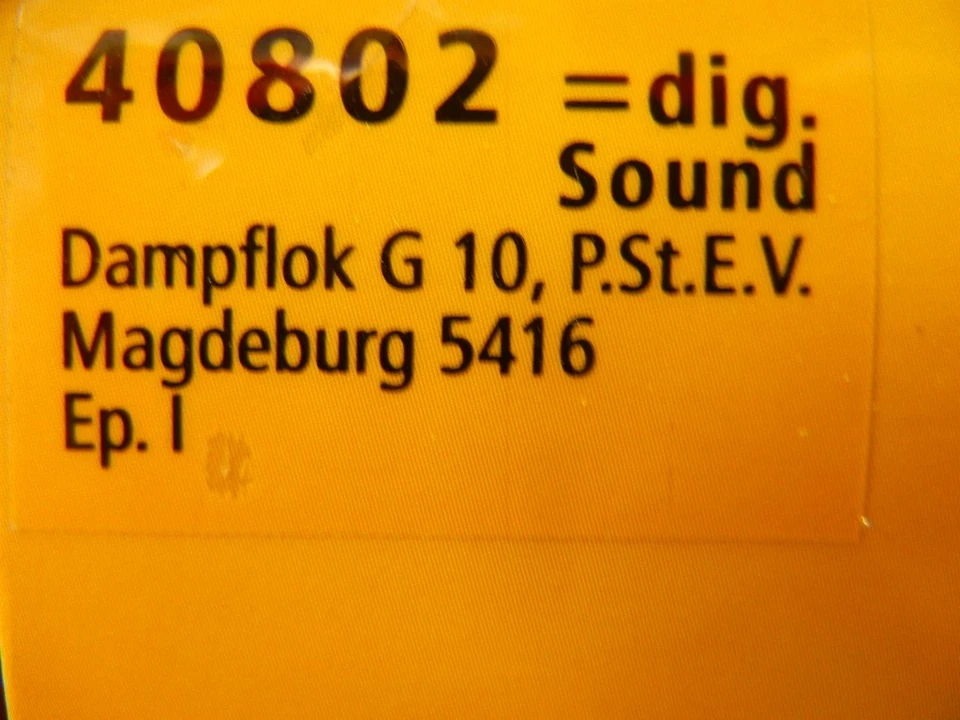 40802 =dig.
Sound
Dampflok G 10, P.St.E.V.
Magdeburg 5416
Ep. I